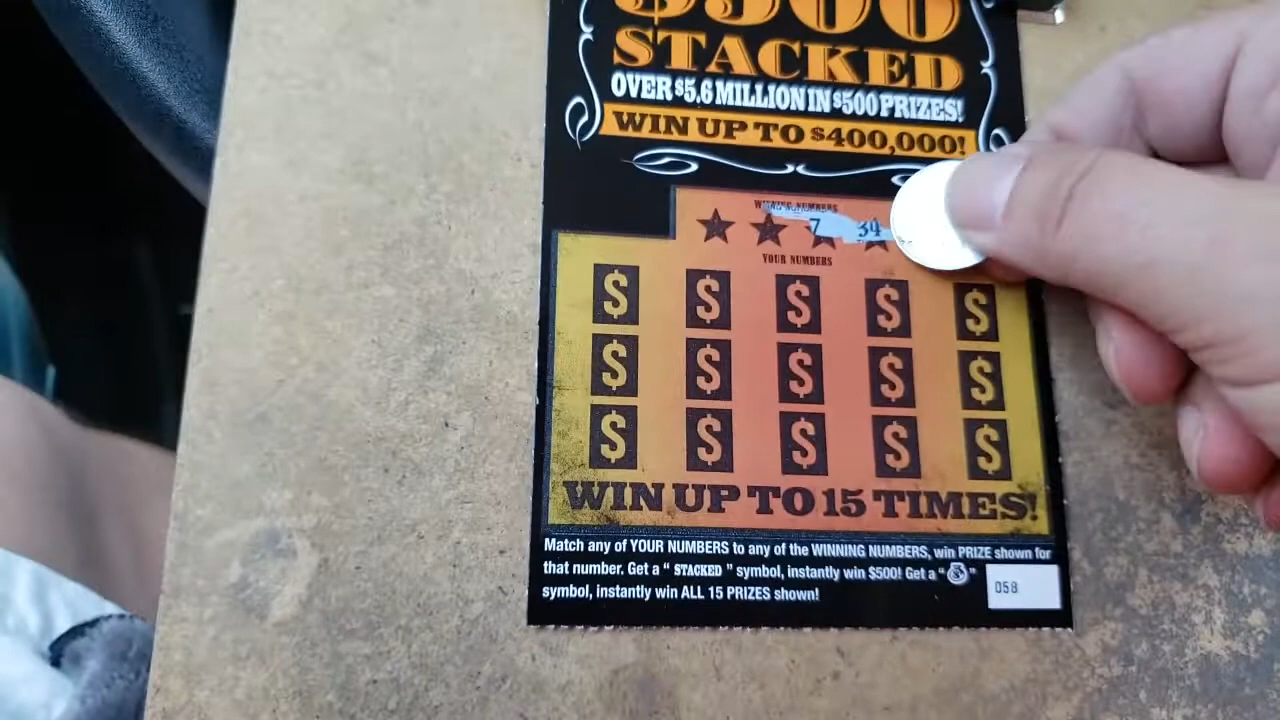 $500
STACKED
OVER $5.6 MILLION IN $500 PRIZES!
WIN UP TO $400,000!
WINNING NUMBERS
7 34
YOUR NUMBERS
$ $ $ $ $
$ $ $ $ $
$ $ $ $ $
WIN UP TO 15 TIMES!
Match any of YOUR NUMBERS to any of the WINNING NUMBERS, win PRIZE shown for
that number. Get a " STACKED " symbol, instantly win $500! Get a " "
symbol, instantly win ALL 15 PRIZES shown!
058